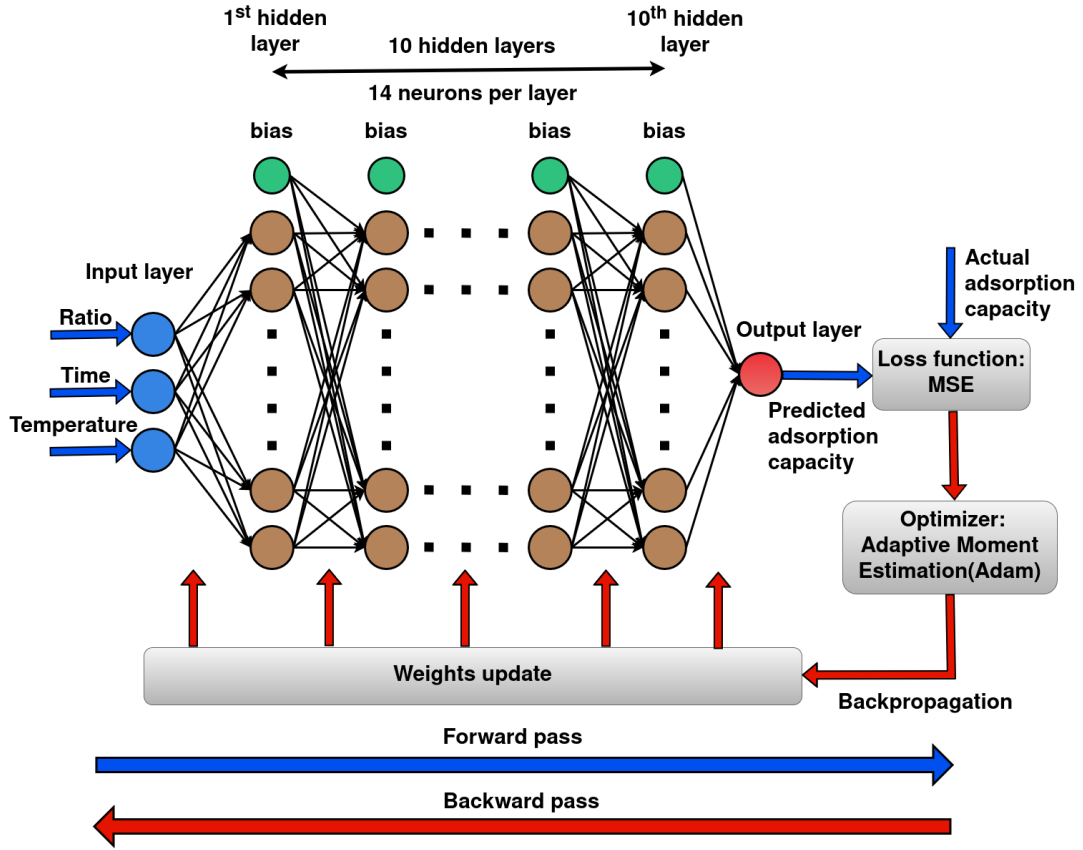 1st hidden
layer
10 hidden layers
10th hidden
layer
14 neurons per layer
bias
bias
bias
bias
Input layer
Ratio
Time
Temperature
Output layer
Predicted
adsorption
capacity
Actual
adsorption
capacity
Loss function:
MSE
Optimizer:
Adaptive Moment
Estimation(Adam)
Weights update
Backpropagation
Forward pass
Backward pass